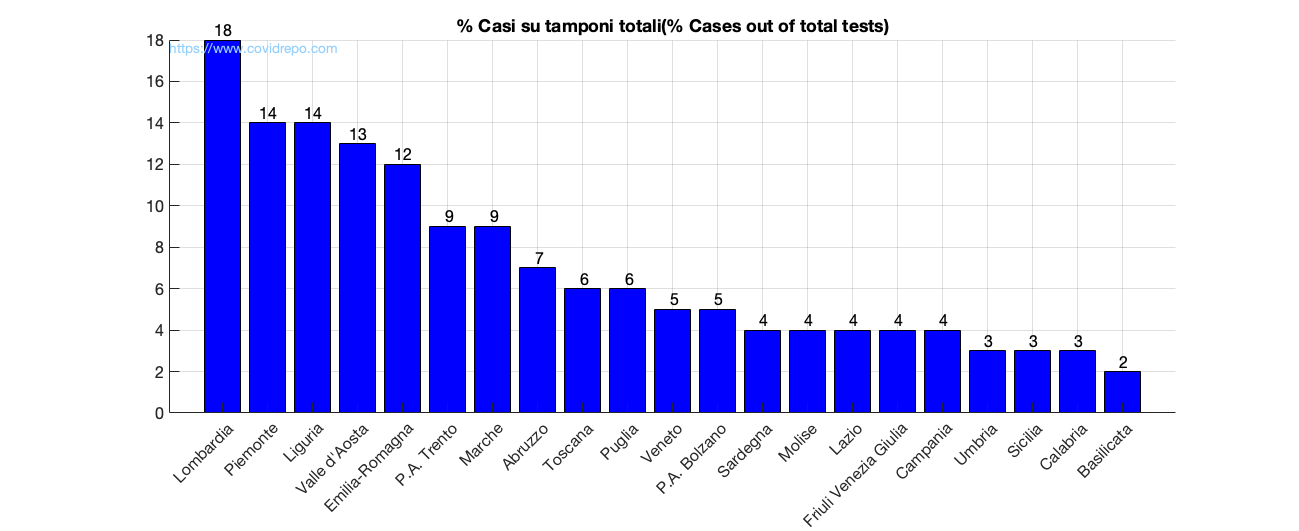 % Casi su tamponi totali(% Cases out of total tests)
https://www.covidrepo.com
18
16
14
12
10
8
6
4
2
0
18
14
14
13
12
9
9
7
6
6
5
5
4
4
4
4
4
3
3
3
2
Lombardia
Piemonte
Liguria
Valle d'Aosta
Emilia-Romagna
P.A. Trento
Marche
Abruzzo
Toscana
Puglia
Veneto
P.A. Bolzano
Sardegna
Molise
Lazio
Friuli Venezia Giulia
Campania
Umbria
Sicilia
Calabria
Basilicata